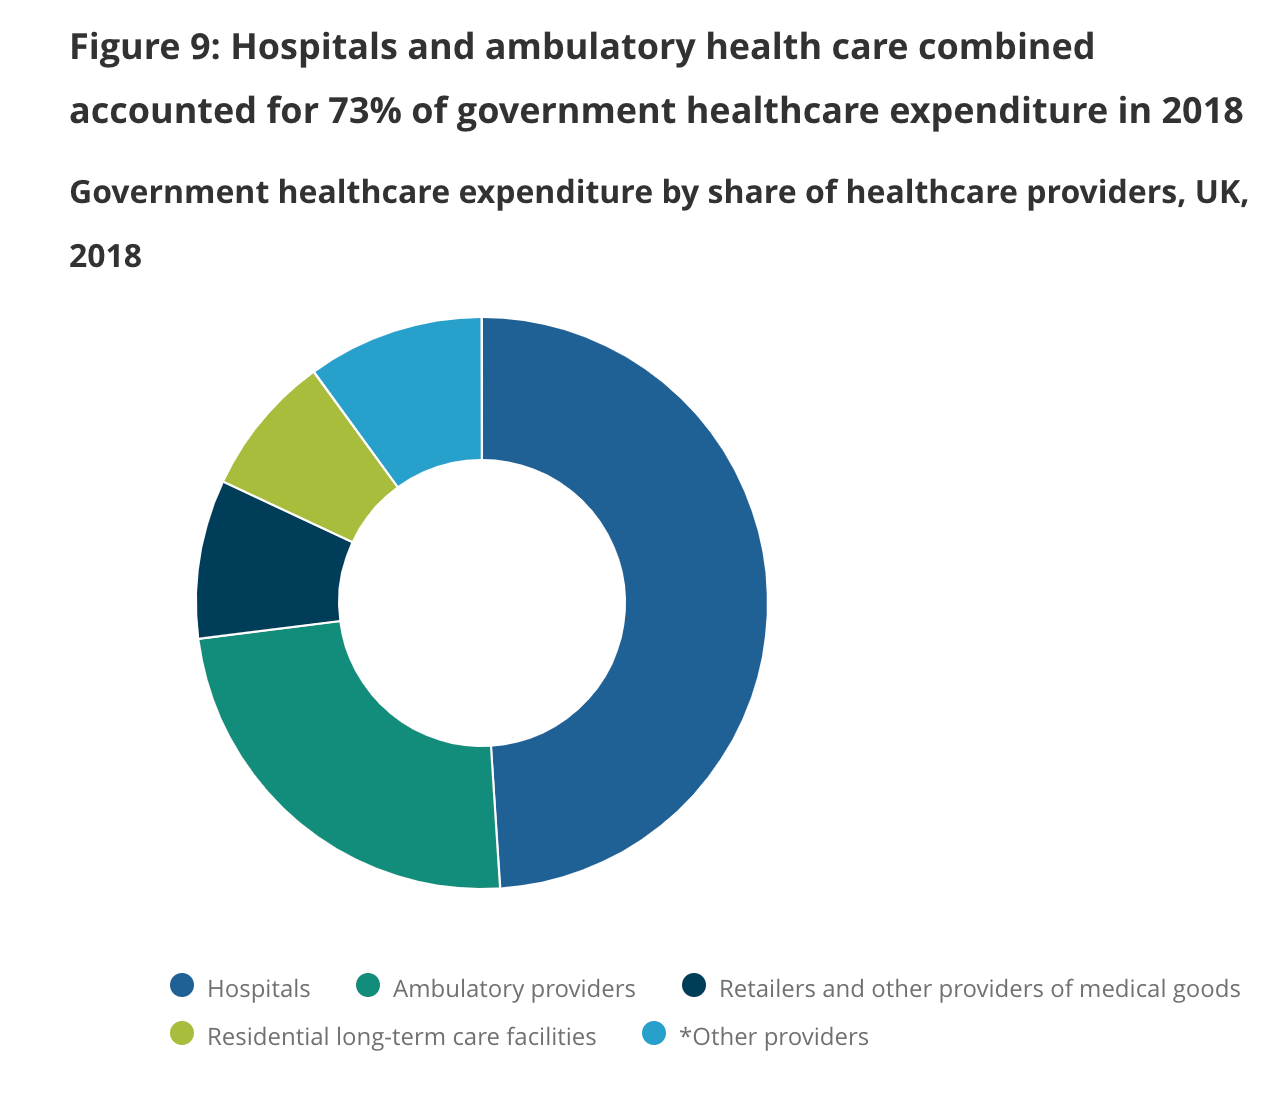 Figure 9: Hospitals and ambulatory health care combined
accounted for 73% of government healthcare expenditure in 2018
Government healthcare expenditure by share of healthcare providers, UK,
2018
Hospitals Ambulatory providers Retailers and other providers of medical goods
Residential long-term care facilities *Other providers